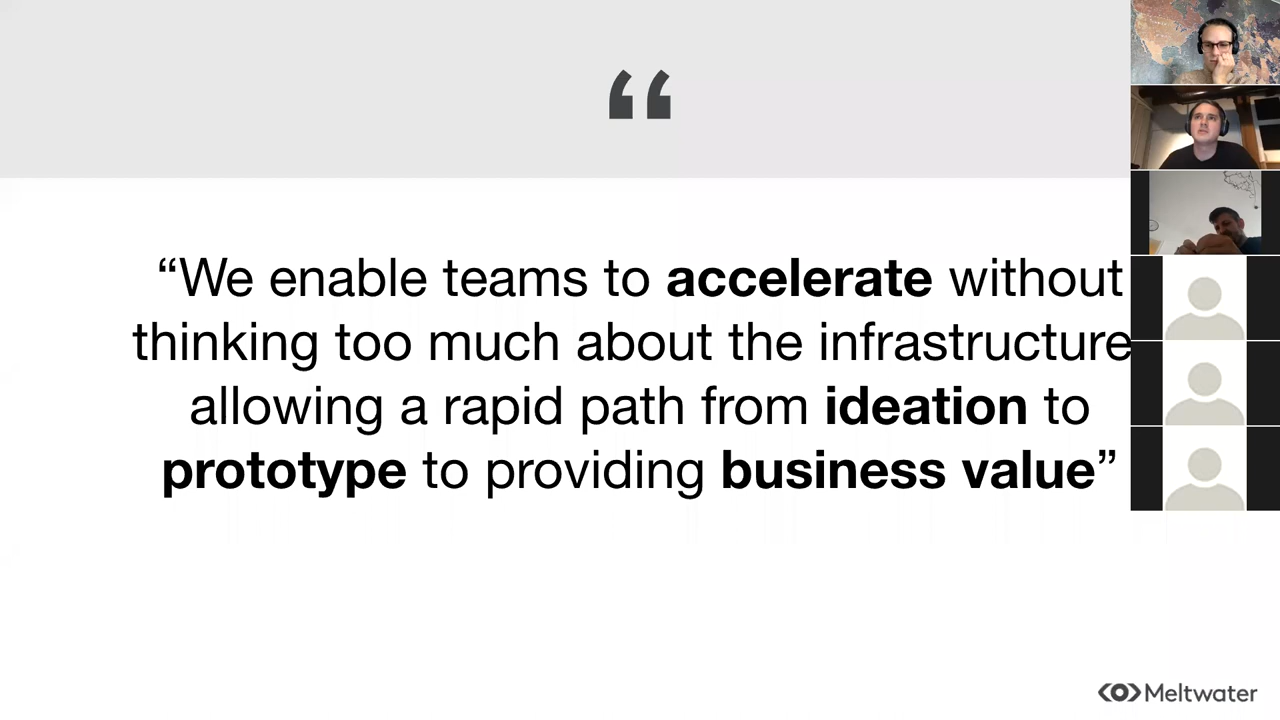 “
“We enable teams to accelerate without
thinking too much about the infrastructure
allowing a rapid path from ideation to
prototype to providing business value”
Meltwater